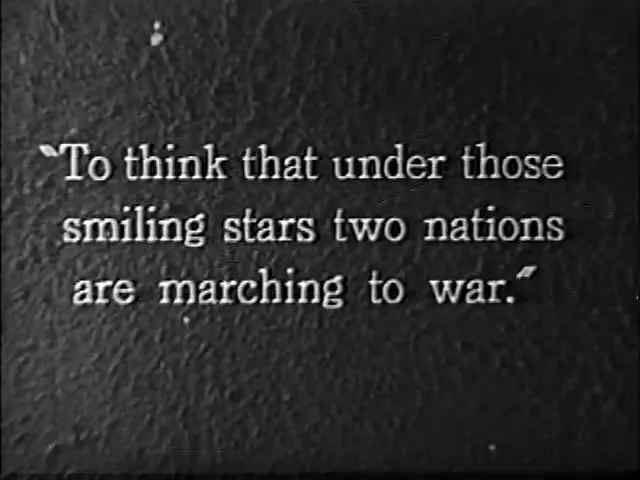 "To think that under those
smiling stars two nations
are marching to war."